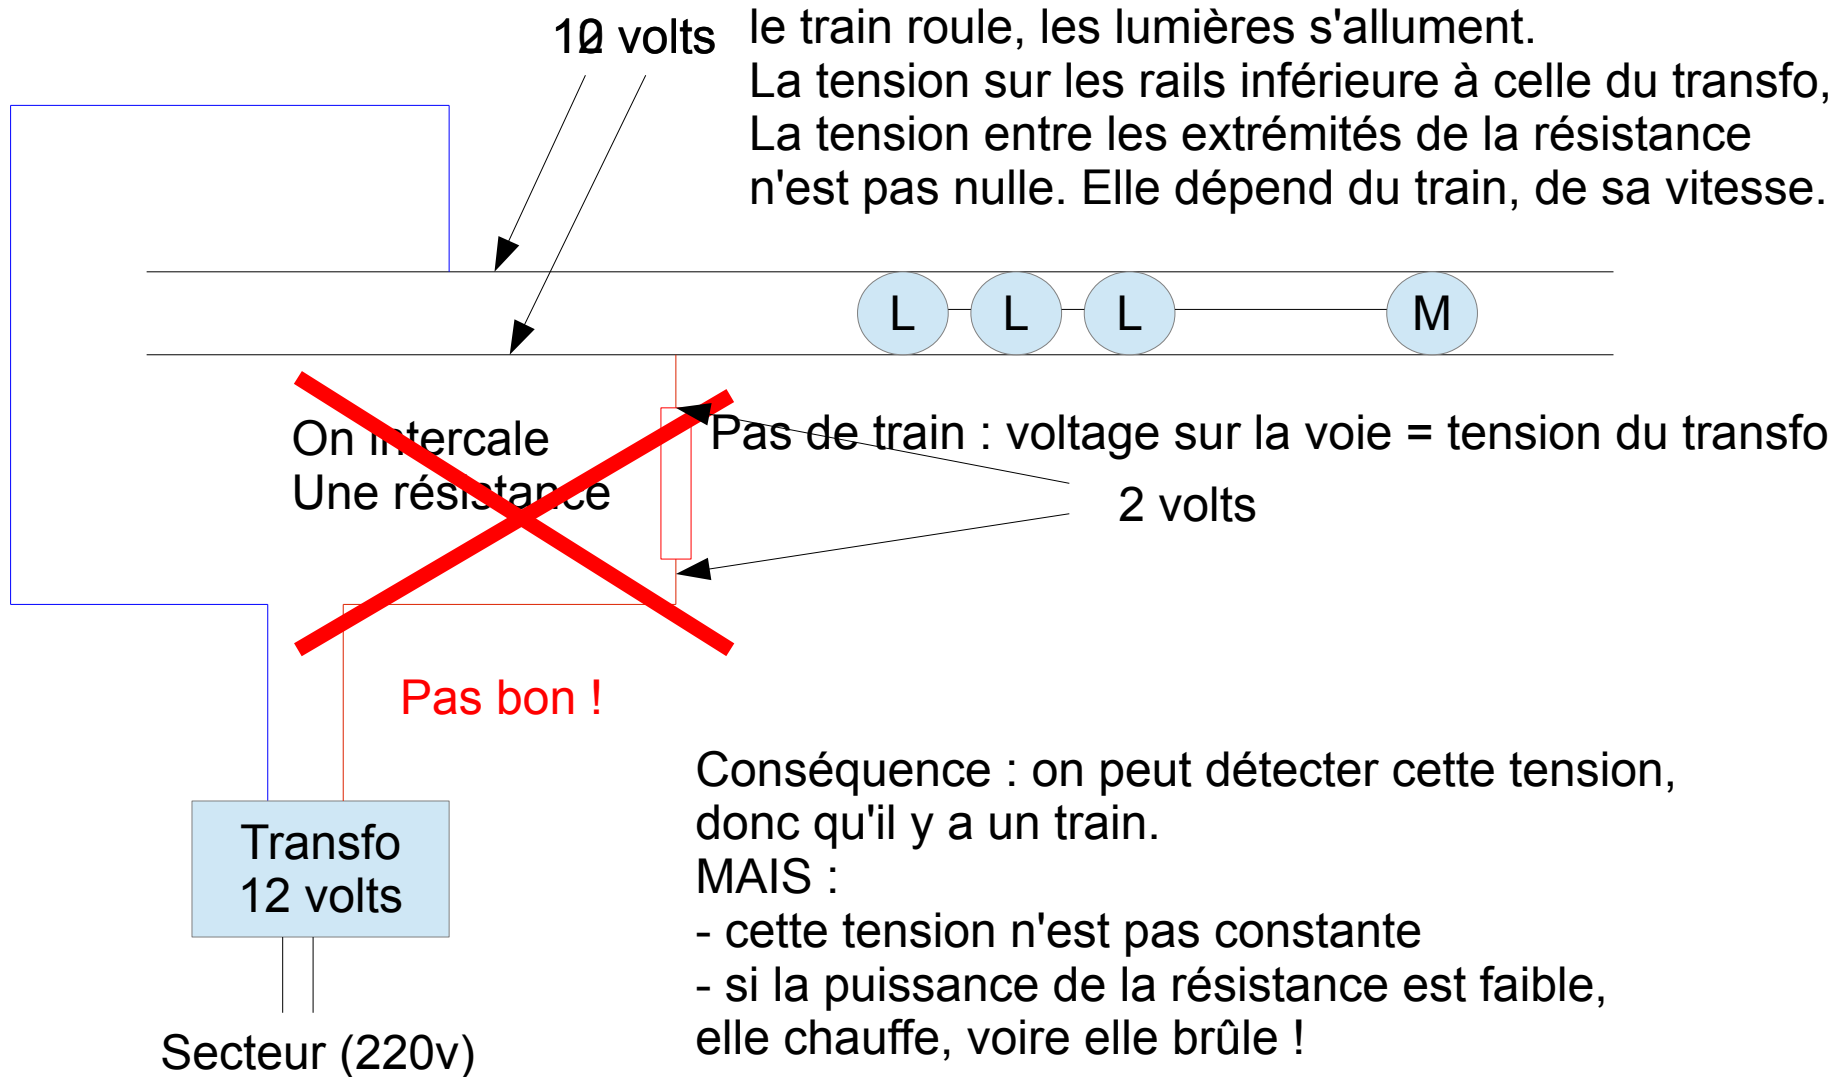 volts
le train roule, les lumières s'allument.
La tension sur les rails inférieure à celle du transfo,
La tension entre les extrémités de la résistance
n'est pas nulle. Elle dépend du train, de sa vitesse.
L
L
L
M
On intercale
Une résistance
Pas de train : voltage sur la voie = tension du transfo
2 volts
Pas bon !
Transfo
12 volts
Conséquence : on peut détecter cette tension,
donc qu'il y a un train.
MAIS :
- cette tension n'est pas constante
- si la puissance de la résistance est faible,
elle chauffe, voire elle brûle !
Secteur (220v)